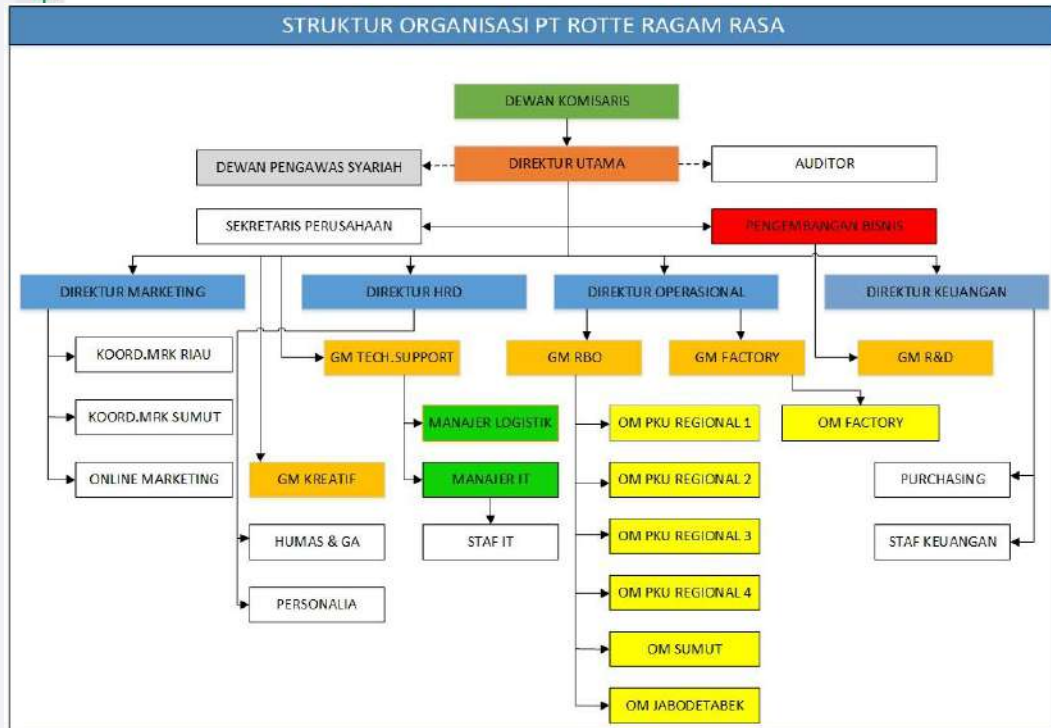 STRUKTUR ORGANISASI PT ROTTE RAGAM RASA
DEWAN KOMISARIS
DEWAN PENGAWAS SYARIAH
DIREKTUR UTAMA
AUDITOR
SEKRETARIS PERUSAHAAN
PENGEMBANGAN BISNIS
DIREKTUR MARKETING
DIREKTUR HRD
DIREKTUR OPERASIONAL
DIREKTUR KEUANGAN
KOORD.MRK RIAU
GM TECH.SUPPORT
GM RBO
GM FACTORY
GM R&D
KOORD.MRK SUMUT
MANAJER LOGISTIK
OM PKU REGIONAL 1
OM FACTORY
ONLINE MARKETING
GM KREATIF
MANAJER IT
OM PKU REGIONAL 2
PURCHASING
HUMAS & GA
STAF IT
OM PKU REGIONAL 3
STAF KEUANGAN
PERSONALIA
OM PKU REGIONAL 4
OM SUMUT
OM JABODETABEK